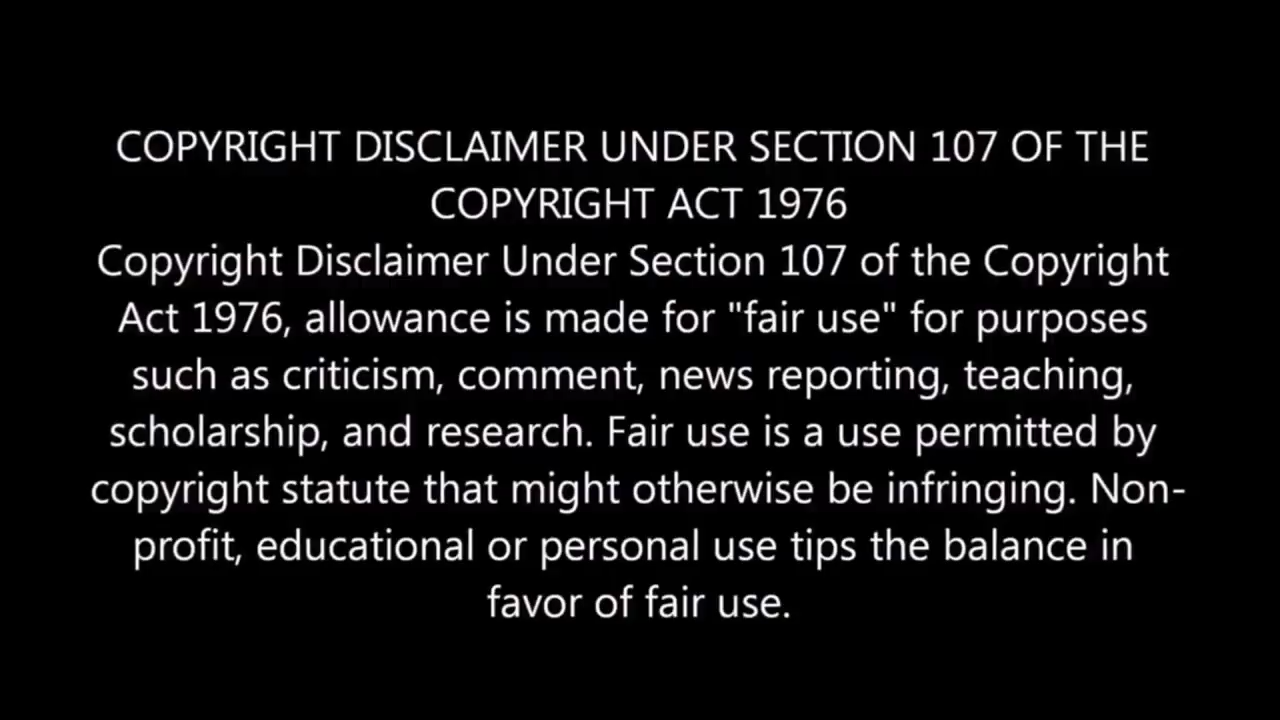 COPYRIGHT DISCLAIMER UNDER SECTION 107 OF THE
COPYRIGHT ACT 1976
Copyright Disclaimer Under Section 107 of the Copyright
Act 1976, allowance is made for "fair use" for purposes
such as criticism, comment, news reporting, teaching,
scholarship, and research. Fair use is a use permitted by
copyright statute that might otherwise be infringing. Non-
profit, educational or personal use tips the balance in
favor of fair use.